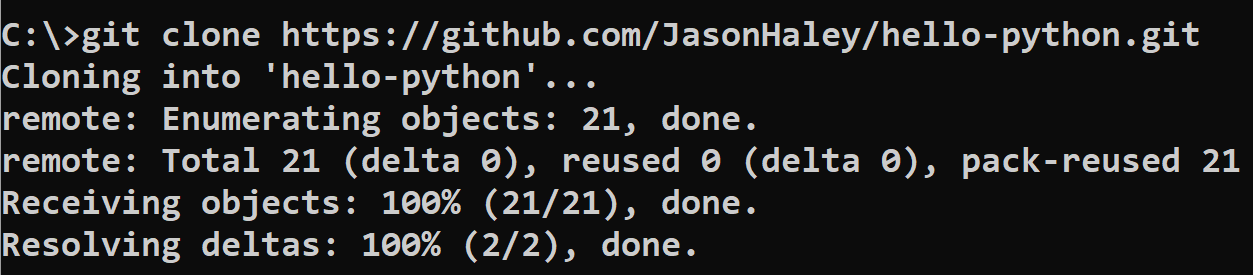 C:\>git clone https://github.com/JasonHaley/hello-python.git
Cloning into 'hello-python'...
remote: Enumerating objects: 21, done.
remote: Total 21 (delta 0), reused 0 (delta 0), pack-reused 21
Receiving objects: 100% (21/21), done.
Resolving deltas: 100% (2/2), done.